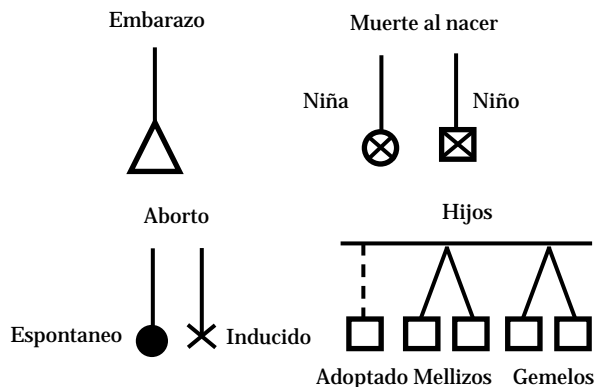 Embarazo
Muerte al nacer
Niña
Niño
Aborto
Hijos
Espontaneo
Inducido
Adoptado Mellizos Gemelos